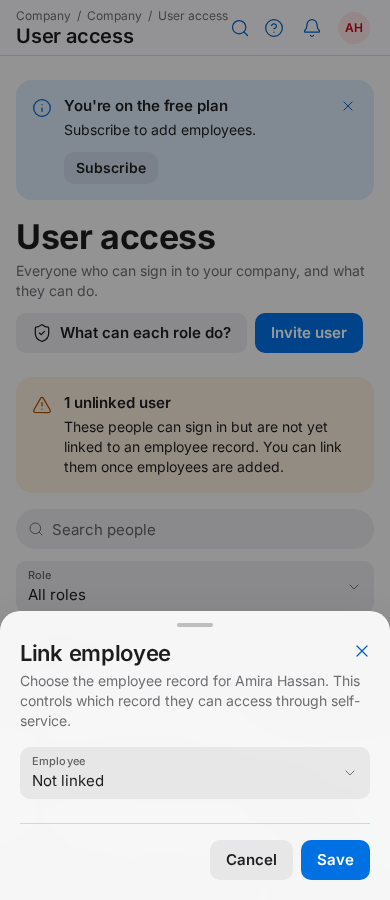 Company / Company / User access
User access
AH
You're on the free plan
Subscribe to add employees.
Subscribe
User access
Everyone who can sign in to your company, and what
they can do.
What can each role do?
Invite user
1 unlinked user
These people can sign in but are not yet
linked to an employee record. You can link
them once employees are added.
Search people
Role
All roles
Link employee
Choose the employee record for Amira Hassan. This
controls which record they can access through self-
service.
Employee
Not linked
Cancel
Save